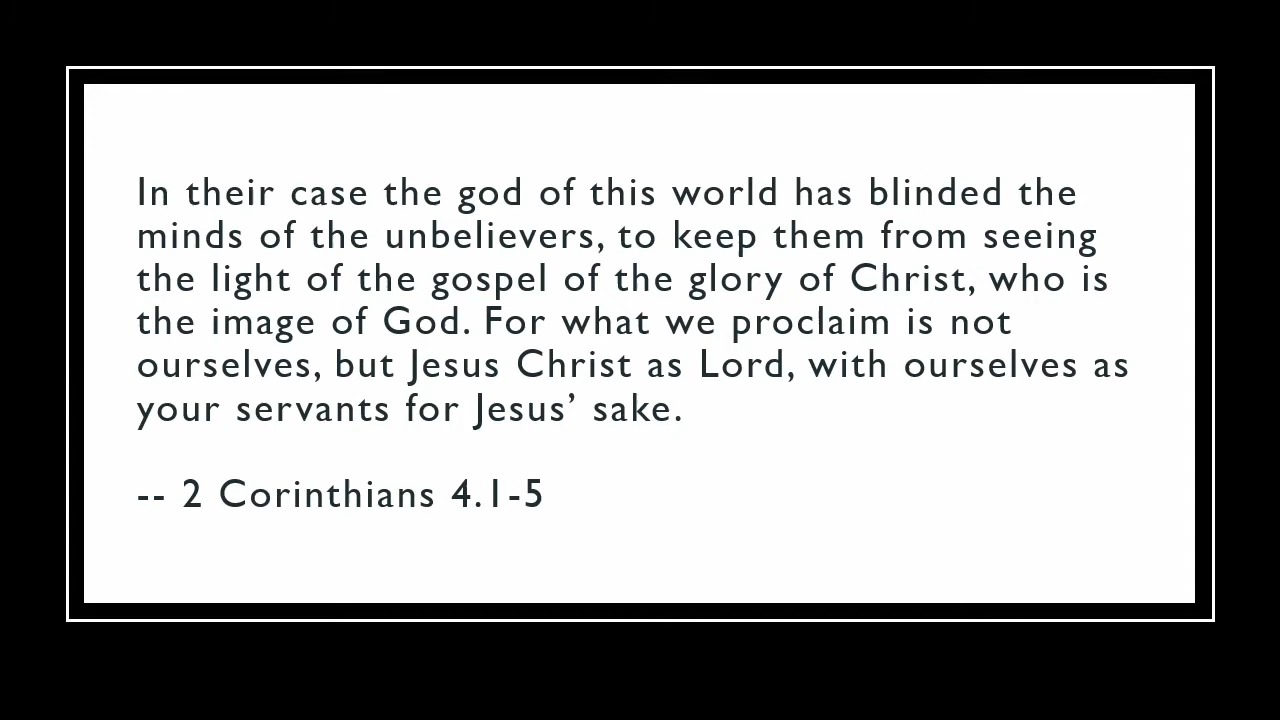 In their case the god of this world has blinded the
minds of the unbelievers, to keep them from seeing
the light of the gospel of the glory of Christ, who is
the image of God. For what we proclaim is not
ourselves, but Jesus Christ as Lord, with ourselves as
your servants for Jesus’ sake.
-- 2 Corinthians 4.1-5